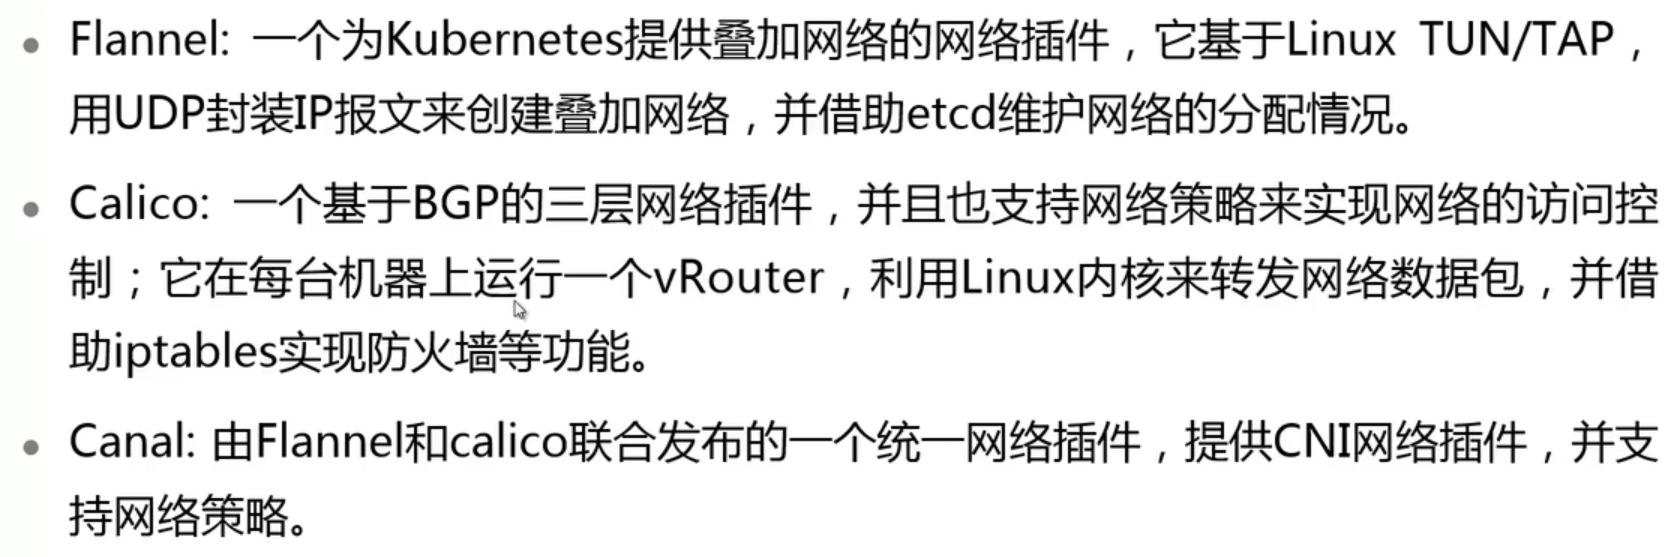 Flannel: 一个为Kubernetes提供叠加网络的网络插件，它基于Linux TUN/TAP，
用UDP封装IP报文来创建叠加网络，并借助etcd维护网络的分配情况。
Calico: 一个基于BGP的三层网络插件，并且也支持网络策略来实现网络的访问控
制；它在每台机器上运行一个vRouter，利用Linux内核来转发网络数据包，并借
助iptables实现防火墙等功能。
Canal: 由Flannel和calico联合发布的一个统一网络插件，提供CNI网络插件，并支
持网络策略。